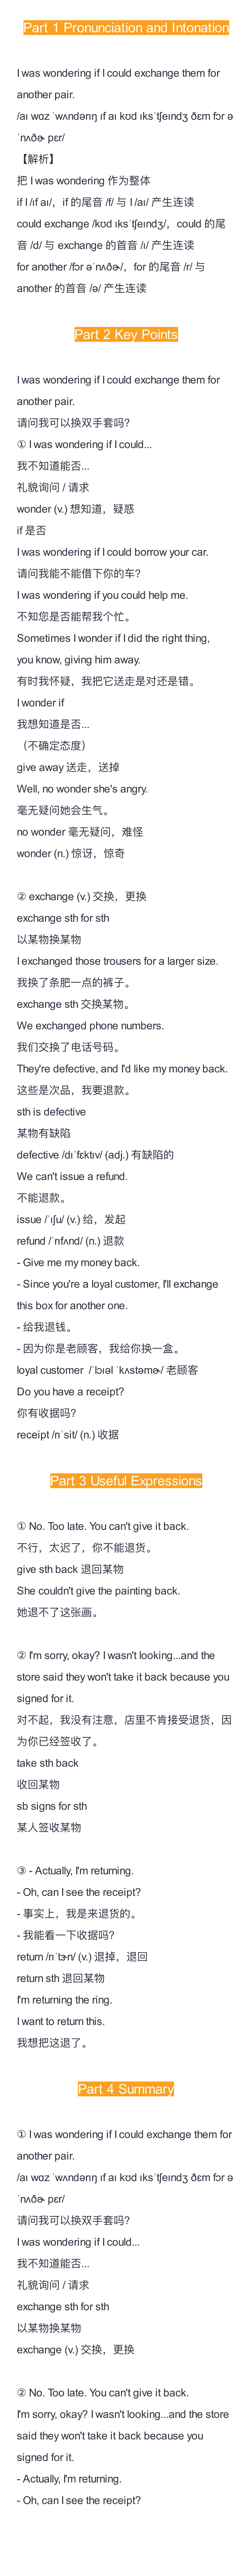 Part 1 Pronunciation and Intonation
I was wondering if I could exchange them for
another pair.
/aɪ wɑz ˈwʌndərɪŋ ɪf aɪ kʊd ɪksˈtʃeɪndʒ ðɛm fɔr ə
ˈnʌðɚ pɛr/
【解析】
把 I was wondering 作为整体
if I /ɪf aɪ/，if 的尾音 /f/ 与 I /aɪ/ 产生连读
could exchange /kʊd ɪksˈtʃeɪndʒ/，could 的尾
音 /d/ 与 exchange 的首音 /ɪ/ 产生连读
for another /fɔr əˈnʌðɚ/，for 的尾音 /r/ 与
another 的首音 /ə/ 产生连读
Part 2 Key Points
I was wondering if I could exchange them for
another pair.
请问我可以换双手套吗?
① I was wondering if I could...
我不知道能否...
礼貌询问 / 请求
wonder (v.) 想知道，疑惑
if 是否
I was wondering if I could borrow your car.
请问我能不能借下你的车?
I was wondering if you could help me.
不知您是否能帮我个忙。
Sometimes I wonder if I did the right thing,
you know, giving him away.
有时我怀疑，我把它送走是对还是错。
I wonder if
我想知道是否...
（不确定态度）
give away 送走，送掉
Well, no wonder she's angry.
毫无疑问她会生气。
no wonder 毫无疑问，难怪
wonder (n.) 惊讶，惊奇
② exchange (v.) 交换，更换
exchange sth for sth
以某物换某物
I exchanged those trousers for a larger size.
我换了条肥一点的裤子。
exchange sth 交换某物。
We exchanged phone numbers.
我们交换了电话号码。
They're defective, and I'd like my money back.
这些是次品，我要退款。
sth is defective
某物有缺陷
defective /dɪˈfɛktɪv/ (adj.) 有缺陷的
We can't issue a refund.
不能退款。
issue /ˈɪʃu/ (v.) 给，发起
refund /ˈrɪfʌnd/ (n.) 退款
- Give me my money back.
- Since you're a loyal customer, I'll exchange
this box for another one.
- 给我退钱。
- 因为你是老顾客，我给你换一盒。
loyal customer /ˈlɔɪəl ˈkʌstəmɚ/ 老顾客
Do you have a receipt?
你有收据吗?
receipt /rɪˈsit/ (n.) 收据
Part 3 Useful Expressions
① No. Too late. You can't give it back.
不行，太迟了，你不能退货。
give sth back 退回某物
She couldn't give the painting back.
她退不了这张画。
② I'm sorry, okay? I wasn't looking...and the
store said they won't take it back because you
signed for it.
对不起，我没有注意，店里不肯接受退货，因
为你已经签收了。
take sth back
收回某物
sb signs for sth
某人签收某物
③ - Actually, I'm returning.
- Oh, can I see the receipt?
- 事实上，我是来退货的。
- 我能看一下收据吗?
return /rɪˈtɝn/ (v.) 退掉，退回
return sth 退回某物
I'm returning the ring.
I want to return this.
我想把这退了。
Part 4 Summary
① I was wondering if I could exchange them for
another pair.
/aɪ wɑz ˈwʌndərɪŋ ɪf aɪ kʊd ɪksˈtʃeɪndʒ ðɛm fɔr ə
ˈnʌðɚ pɛr/
请问我可以换双手套吗?
I was wondering if I could...
我不知道能否...
礼貌询问 / 请求
exchange sth for sth
以某物换某物
exchange (v.) 交换，更换
② No. Too late. You can't give it back.
I'm sorry, okay? I wasn't looking...and the store
said they won't take it back because you
signed for it.
- Actually, I'm returning.
- Oh, can I see the receipt?